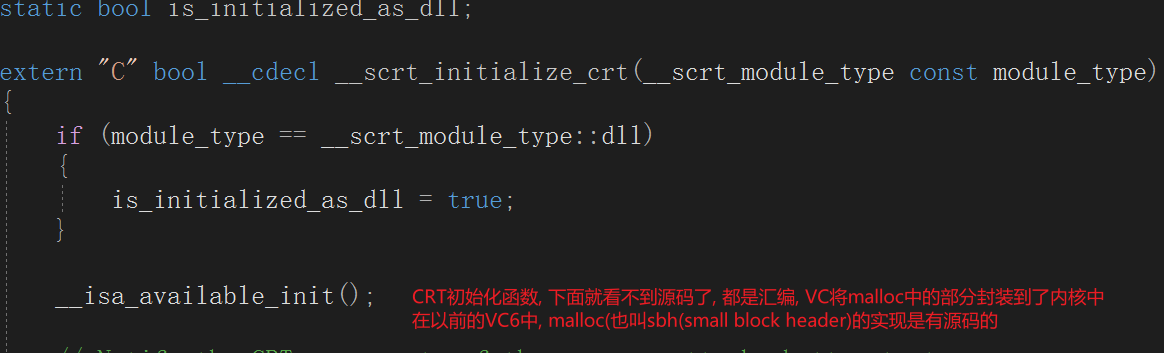 static bool is_initialized_as_dll;
extern "C" bool __cdecl __scrt_initialize_crt(__scrt_module_type const module_type)
{
if (module_type == __scrt_module_type::dll)
{
is_initialized_as_dll = true;
}
__isa_available_init();
CRT初始化函数, 下面就看不到源码了, 都是汇编, VC将malloc中的部分封装到了内核中
在以前的VC6中, malloc(也叫sbh(small block header)的实现是有源码的